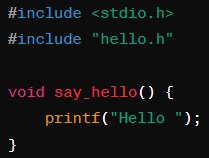 #include <stdio.h>
#include "hello.h"
void say_hello() {
    printf("Hello ");
}